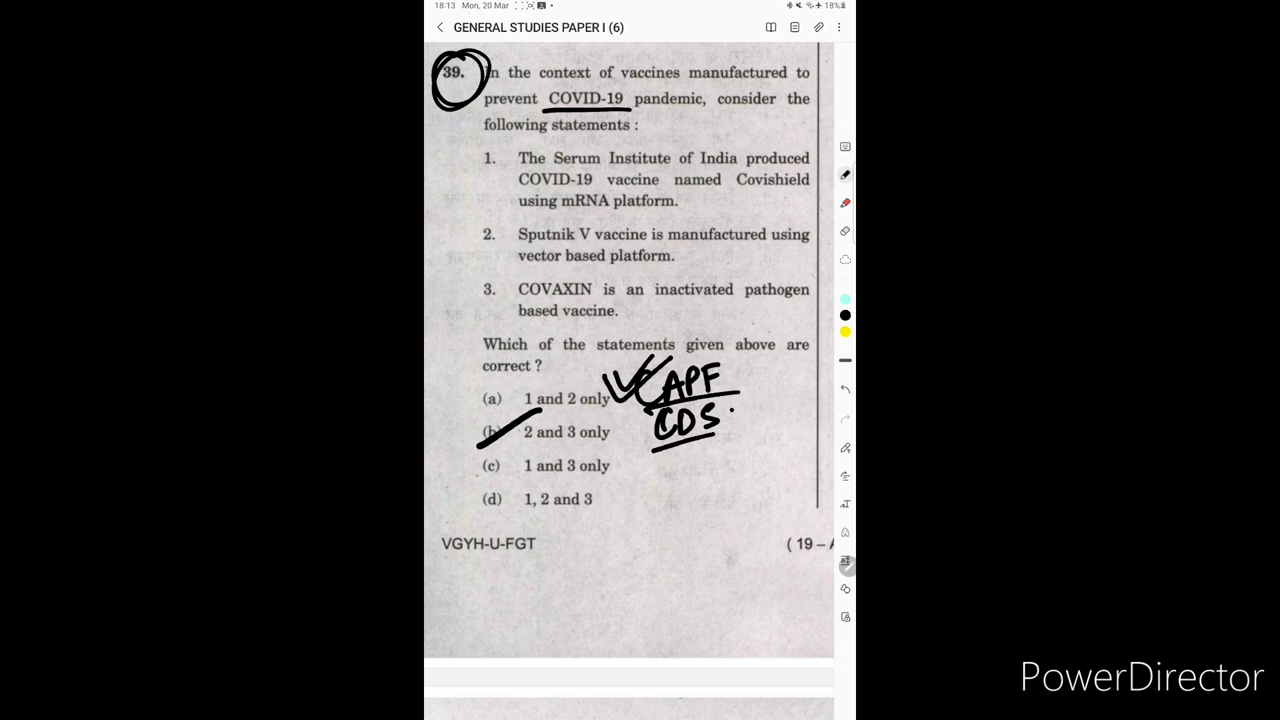 18:13 Mon, 20 Mar
18%
GENERAL STUDIES PAPER I (6)
39. In the context of vaccines manufactured to
prevent COVID-19 pandemic, consider the
following statements :
1. The Serum Institute of India produced
COVID-19 vaccine named Covishield
using mRNA platform.
2. Sputnik V vaccine is manufactured using
vector based platform.
3. COVAXIN is an inactivated pathogen
based vaccine.
Which of the statements given above are
correct ?
(a) 1 and 2 only
CAPF
CDS
(b) 2 and 3 only
(c) 1 and 3 only
(d) 1, 2 and 3
VGYH-U-FGT
( 19 – A
PowerDirector